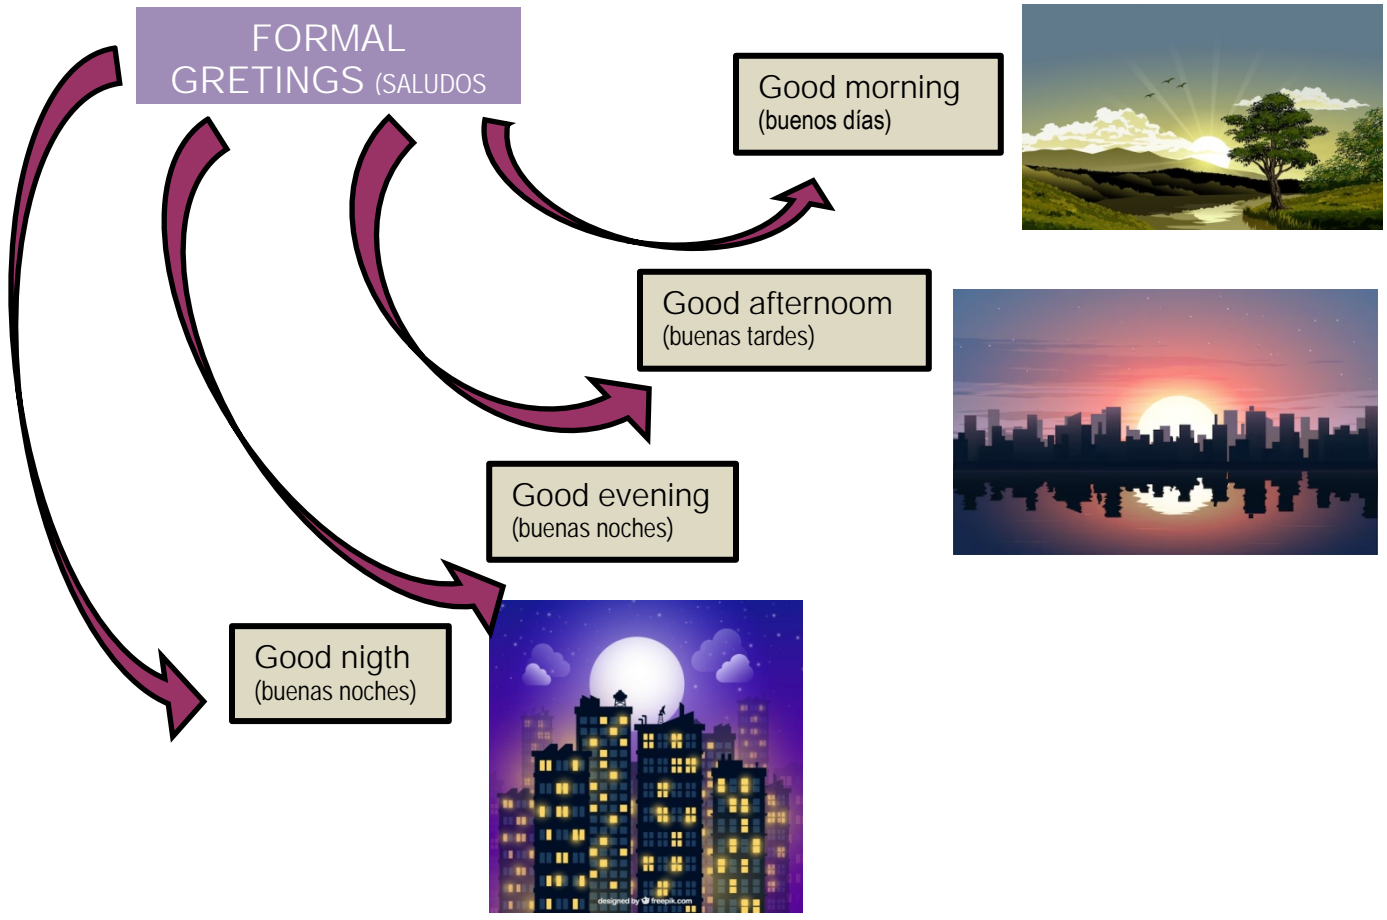 FORMAL
GRETINGS (SALUDOS
Good morning
(buenos días)
Good afternoom
(buenas tardes)
Good evening
(buenas noches)
Good nigth
(buenas noches)
designed by freepik.com